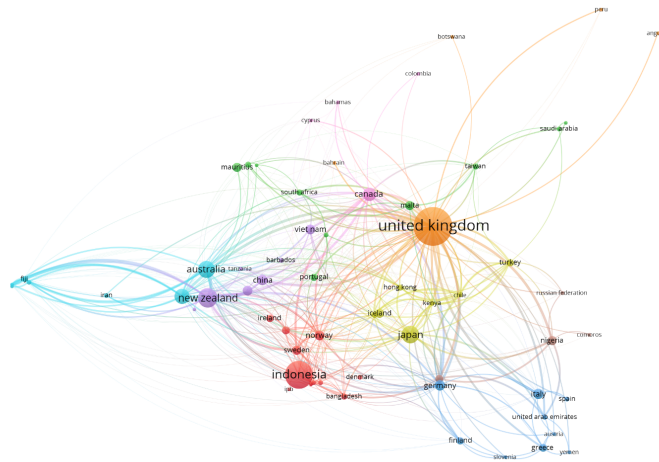 peru
botswana
colombia
bahamas
cyprus
saudi arabia
bahrain
taiwan
mauritius
south africa
canada
malta
united kingdom
viet nam
barbados
turkey
australia
tanzania
portugal
china
fiji
hong kong
iran
chile
russian federation
new zealand
kenya
iceland
ireland
norway
japan
comoros
nigeria
sweden
indonesia
denmark
germany
bangladesh
italy
spain
united arab emirates
austria
finland
greece
yemen
slovenia